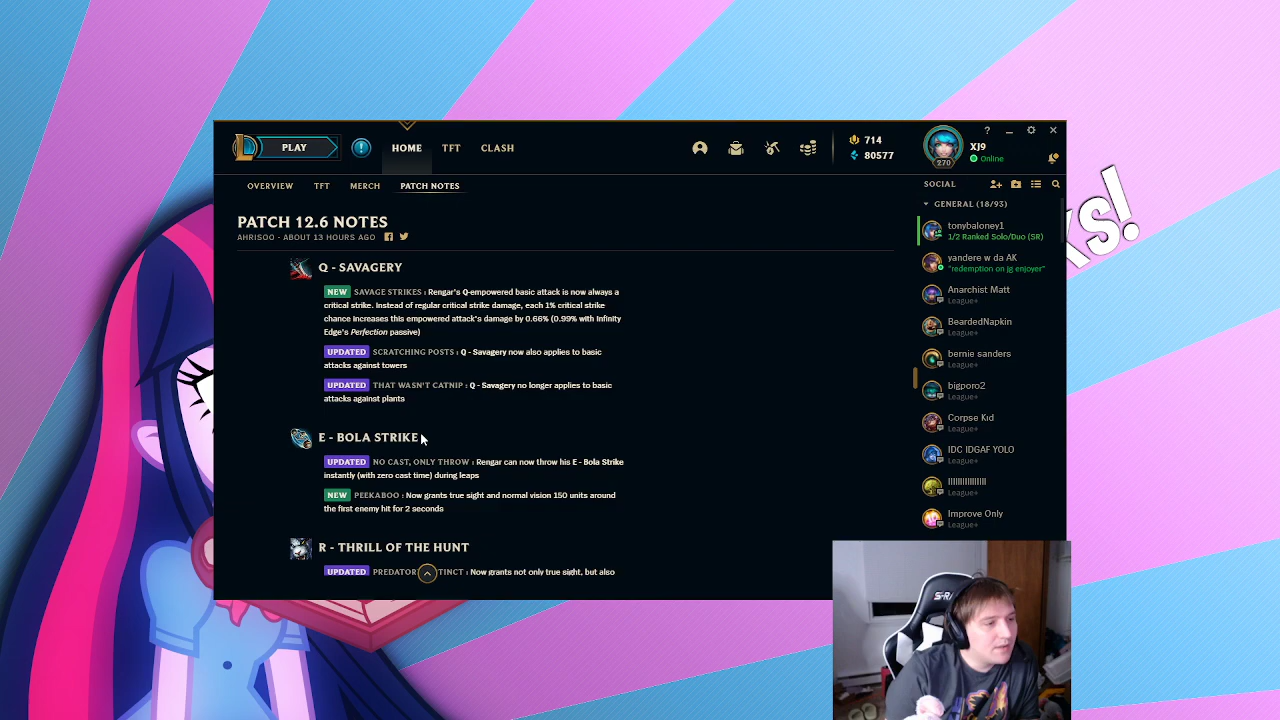 PLAY
HOME
TFT
CLASH
714
80577
270
XJ9
Online
OVERVIEW
TFT
MERCH
PATCH NOTES
PATCH 12.6 NOTES
AHRISOO - ABOUT 13 HOURS AGO
Q - SAVAGERY
NEW SAVAGE STRIKES : Rengar's Q-empowered basic attack is now always a
critical strike. Instead of regular critical strike damage, each 1% critical strike
chance increases this empowered attack's damage by 0.66% (0.99% with Infinity
Edge's Perfection passive)
UPDATED SCRATCHING POSTS : Q - Savagery now also applies to basic
attacks against towers
UPDATED THAT WASN'T CATNIP : Q - Savagery no longer applies to basic
attacks against plants
E - BOLA STRIKE
UPDATED NO CAST, ONLY THROW : Rengar can now throw his E - Bola Strike
instantly (with zero cast time) during leaps
NEW PEEKABOO : Now grants true sight and normal vision 150 units around
the first enemy hit for 2 seconds
R - THRILL OF THE HUNT
UPDATED PREDATOR TINCT : Now grants not only true sight, but also
SOCIAL
GENERAL (18/93)
tonybaloney1
1/2 Ranked Solo/Duo (SR)
yandere w da AK
"redemption on jg enjoyer"
Anarchist Matt
League+
BeardedNapkin
League+
bernie sanders
League+
bigporo2
League+
Corpse Kid
League+
IDC IDGAF YOLO
League+
League+
Improve Only
League+
ks!